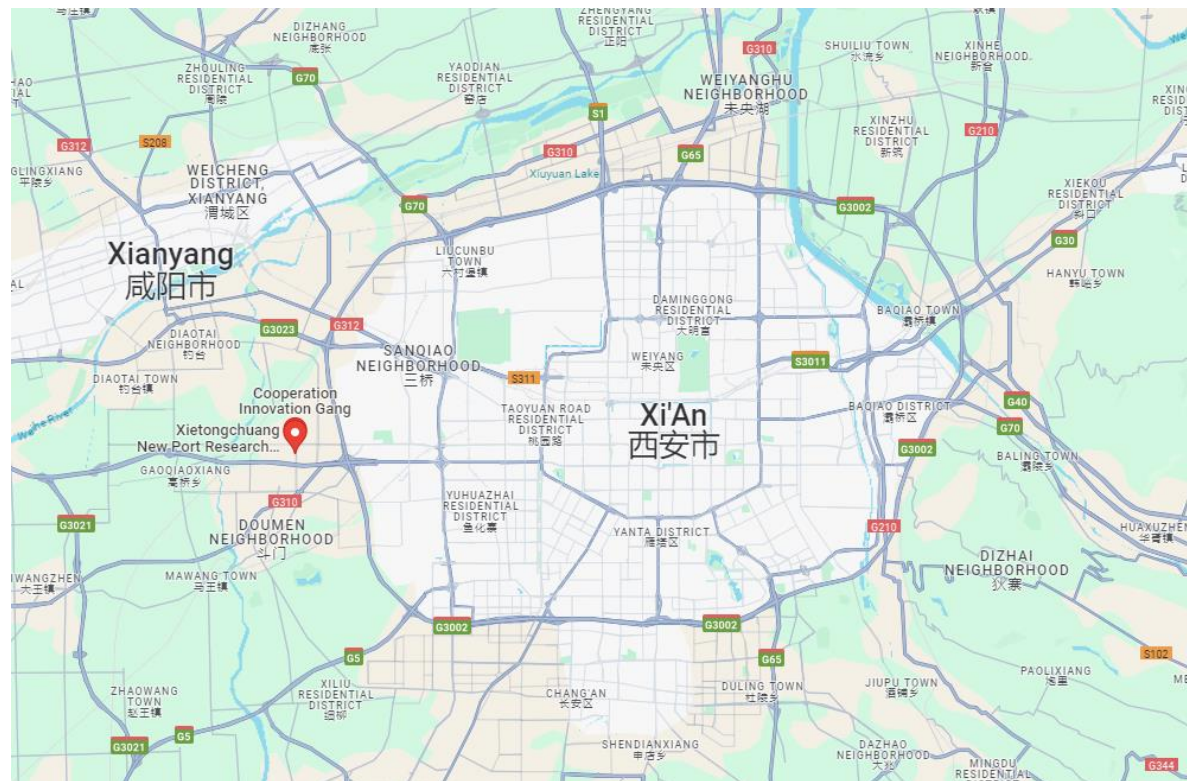 DIZHANG
NEIGHBORHOOD
底张
ZHENGYANG
RESIDENTIAL
DISTRICT
正阳
G310
SHUILIU TOWN
水流乡
XINHE
NEIGHBORHOOD
新合
ZHOULING
RESIDENTIAL
DISTRICT
周陵
G70
YAODIAN
RESIDENTIAL
DISTRICT
窑店
WEIYANGHU
NEIGHBORHOOD
未央湖
S1
XINZHU
RESIDENTIAL
DISTRICT
新筑
G210
G312
S208
G310
G65
平陵乡
WEICHENG
DISTRICT,
XIANYANG
渭城区
Xiuyuan Lake
G70
G3002
XIEKOU
RESIDENTIAL
DISTRICT
斜口
G30
Xianyang
咸阳市
LIUCUNBU
TOWN
六村堡镇
HANYU TOWN
韩峪乡
DAMINGGONG
RESIDENTIAL
DISTRICT
大明宫
BAQIAO TOWN
灞桥镇
DIAOTAI
NEIGHBORHOOD
钓台
G3023
G312
SANQIAO
NEIGHBORHOOD
三桥
WEIYANG
未央区
S3011
DIAOTAI TOWN
钓台镇
S311
Weihe River
Cooperation
Innovation Gang
Xietongchuang
New Port Research...
TAOYUAN ROAD
RESIDENTIAL
DISTRICT
桃园路
Xi'An
西安市
BAQIAO DISTRICT
灞桥区
G40
G70
G3002
BALING TOWN
灞陵乡
GAOQIAOXIANG
高桥乡
G310
YUHUAZHAI
RESIDENTIAL
DISTRICT
鱼化寨
G3021
DOUMEN
NEIGHBORHOOD
斗门
YANTA DISTRICT
雁塔区
G210
华胥镇
DIZHAI
NEIGHBORHOOD
狄寨
大王镇
MAWANG TOWN
马王镇
G3002
G3002
G5
G65
S102
ZHAOWANG
TOWN
赵王镇
XILIU
RESIDENTIAL
DISTRICT
细柳
CHANG'AN
长安区
DULING TOWN
杜陵乡
JIUPU TOWN
酒铺乡
PAOLIXIANG
炮里
G3021
G5
SHENDIANXIANG
申店乡
DAZHAO
NEIGHBORHOOD
大兆
MINGDU
RESIDENTIAL
G344